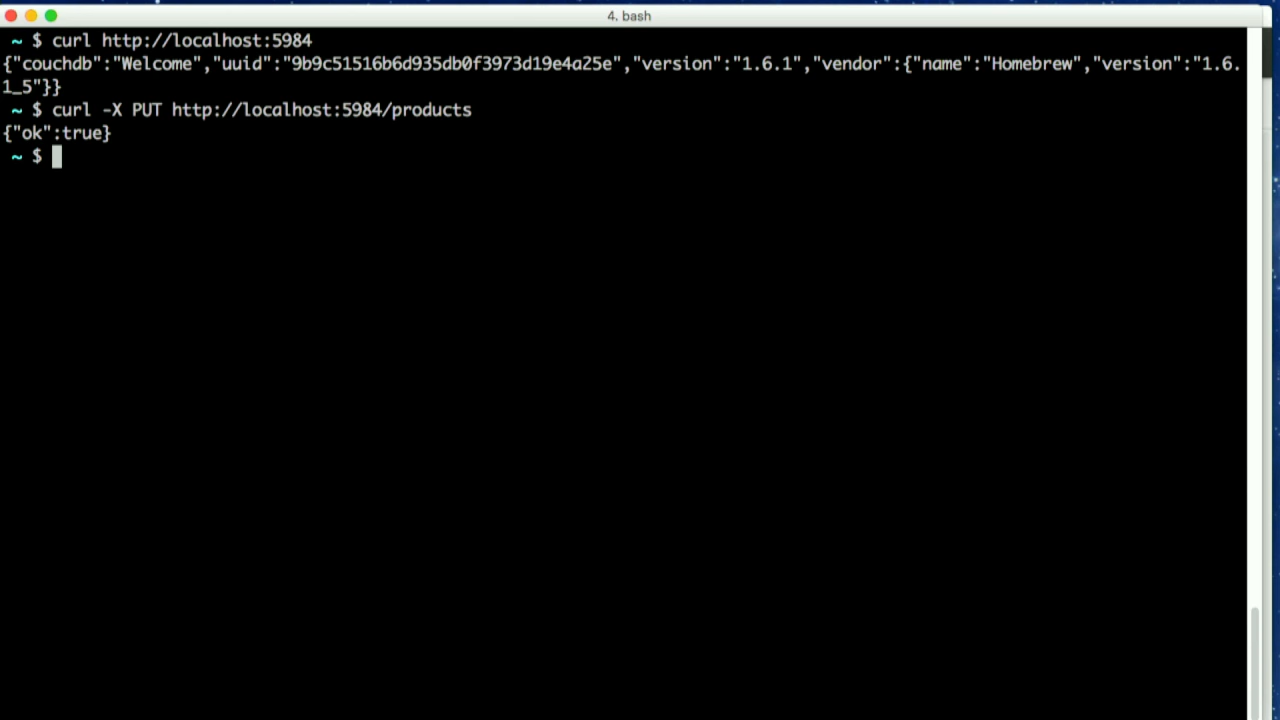 4. bash
~ $ curl http://localhost:5984
{"couchdb":"Welcome","uuid":"9b9c51516b6d935db0f3973d19e4a25e","version":"1.6.1","vendor":{"name":"Homebrew","version":"1.6.
1_5"}}
~ $ curl -X PUT http://localhost:5984/products
{"ok":true}
~ $